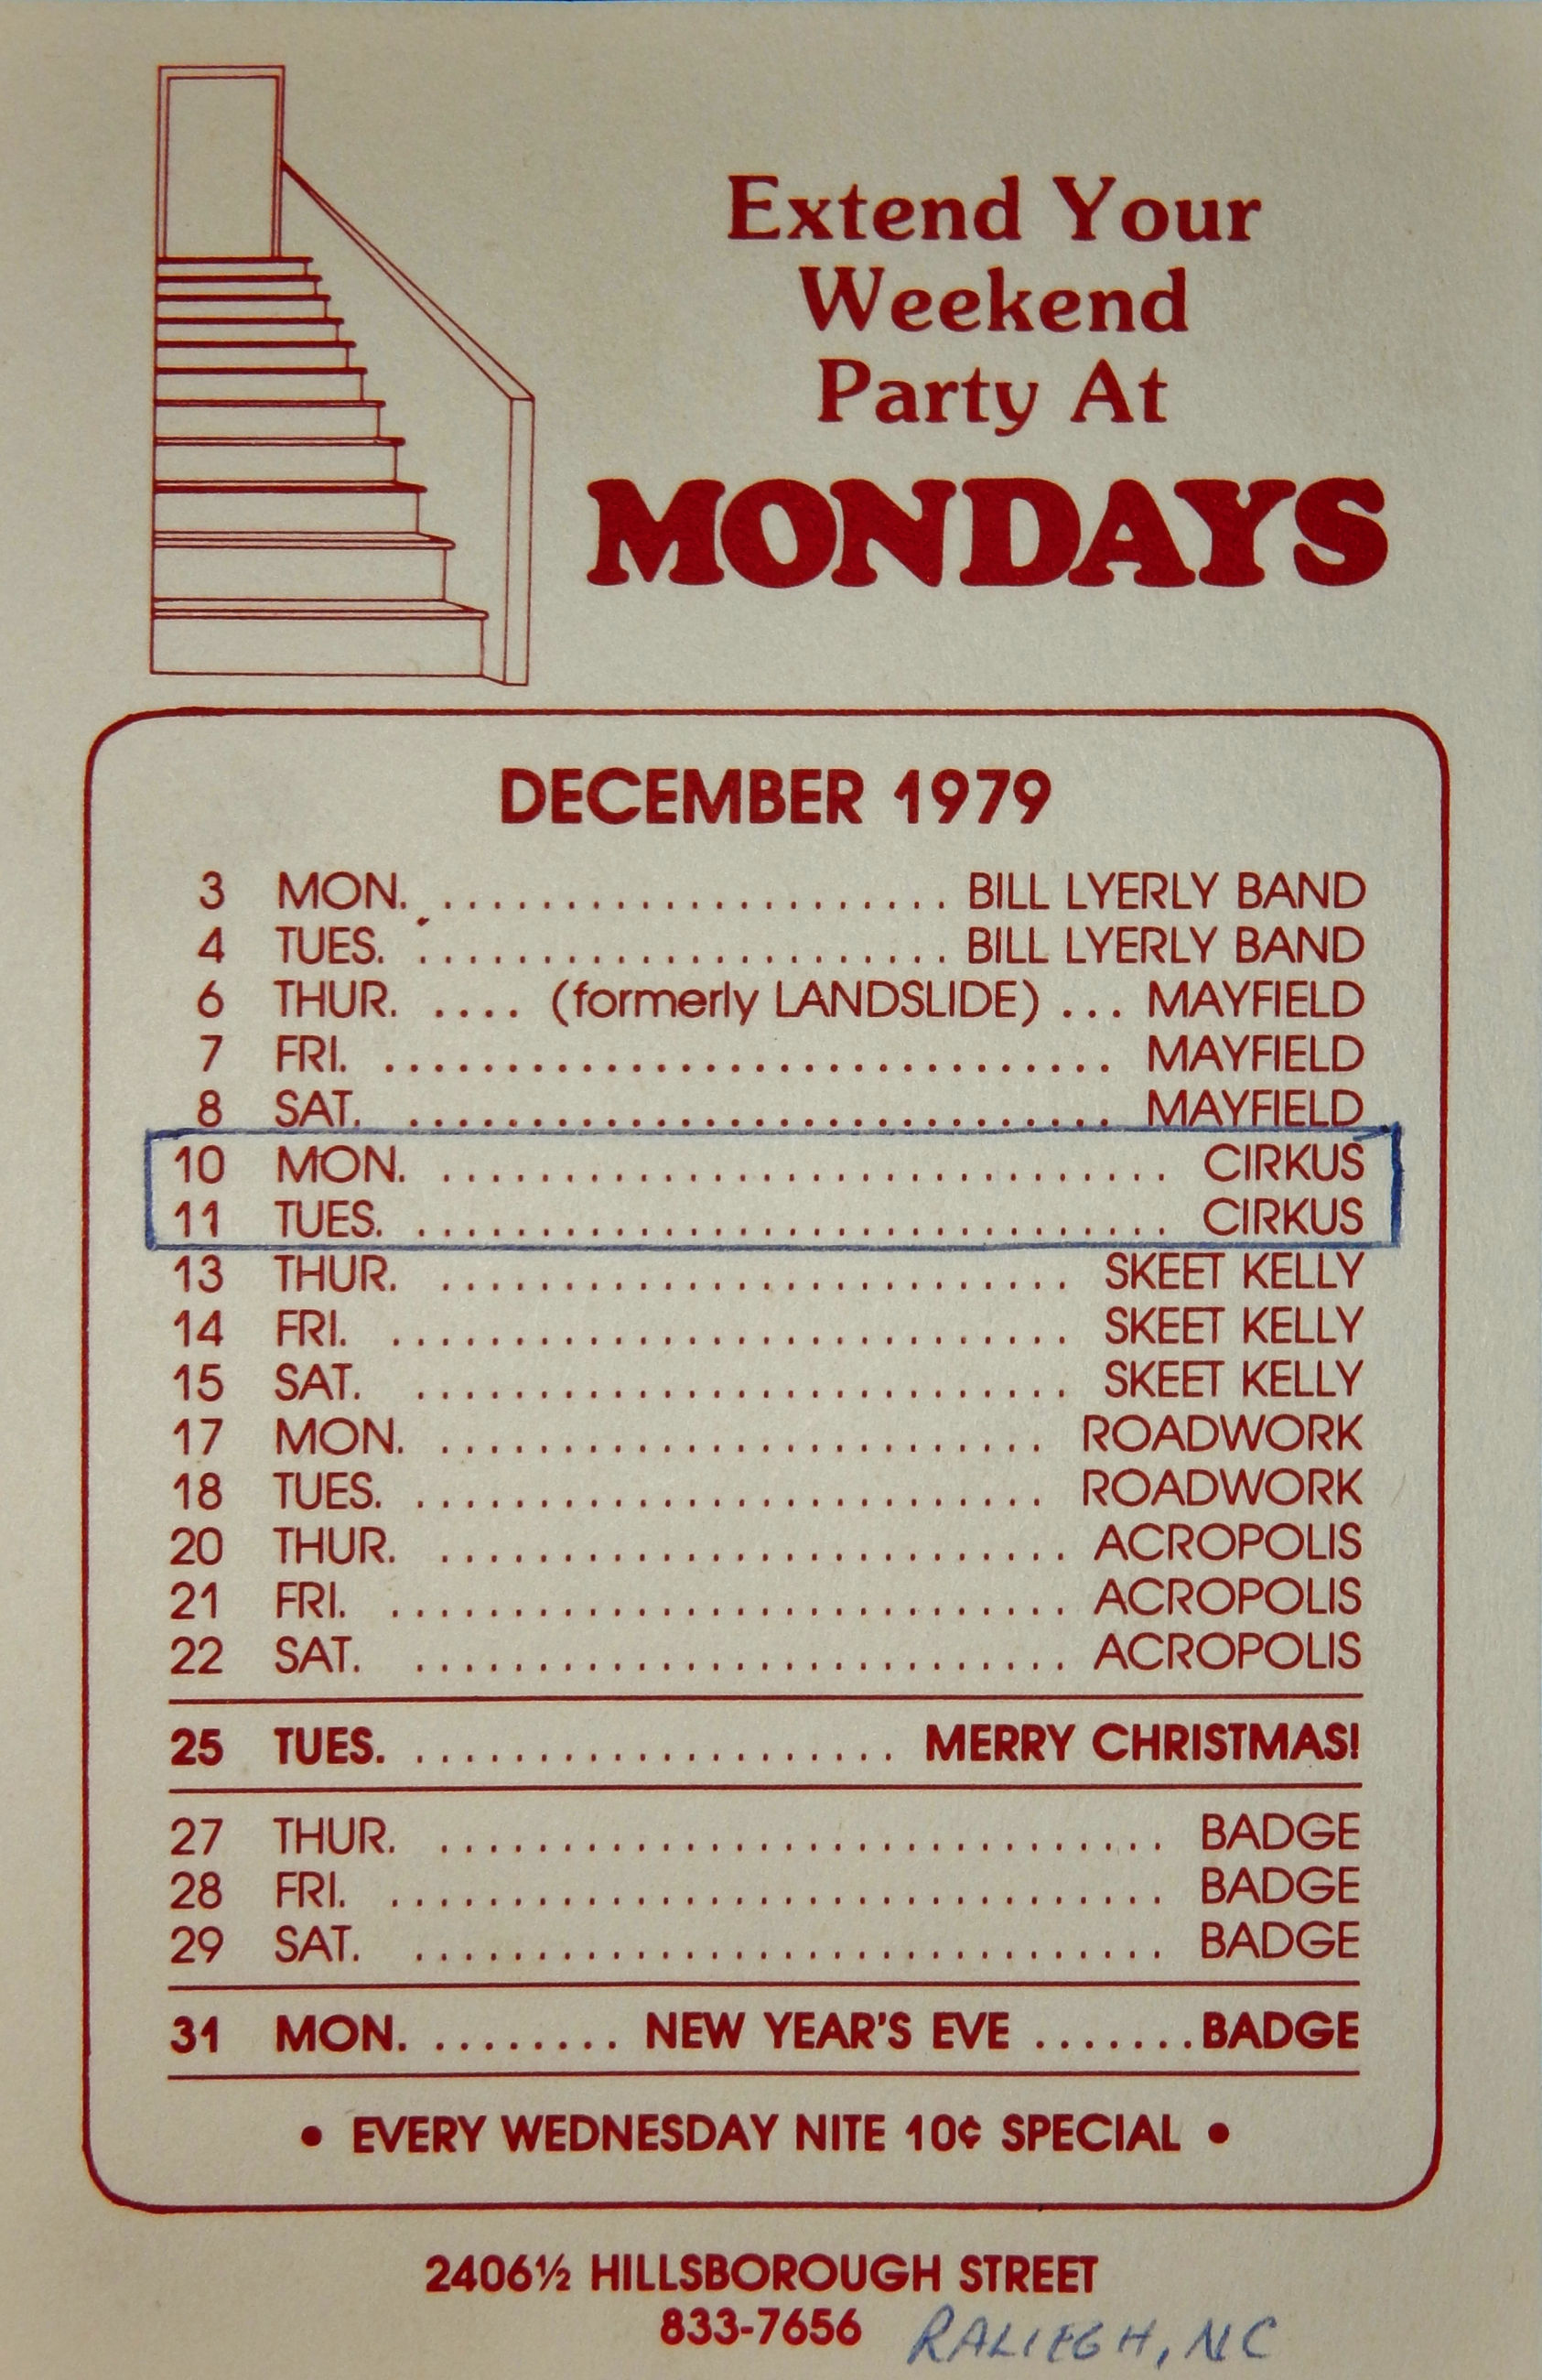 Extend Your
Weekend
Party At
MONDAYS
DECEMBER 1979
3 MON. ..................... BILL LYERLY BAND
4 TUES. ...................... BILL LYERLY BAND
6 THUR. .... (formerly LANDSLIDE) ... MAYFIELD
7 FRI. .............................. MAYFIELD
8 SAT. ............................. MAYFIELD
10 MON. .............................. CIRKUS
11 TUES. ............................... CIRKUS
13 THUR. .......................... SKEET KELLY
14 FRI. ............................ SKEET KELLY
15 SAT. ........................... SKEET KELLY
17 MON. ......................... ROADWORK
18 TUES. .......................... ROADWORK
20 THUR. .......................... ACROPOLIS
21 FRI. ............................ ACROPOLIS
22 SAT. ........................... ACROPOLIS
25 TUES. .................... MERRY CHRISTMAS!
27 THUR. .............................. BADGE
28 FRI. ................................ BADGE
29 SAT. ............................... BADGE
31 MON. ........ NEW YEAR'S EVE ....... BADGE
• EVERY WEDNESDAY NITE 10¢ SPECIAL •
2406½ HILLSBOROUGH STREET
833-7656 RALIEGH, NC